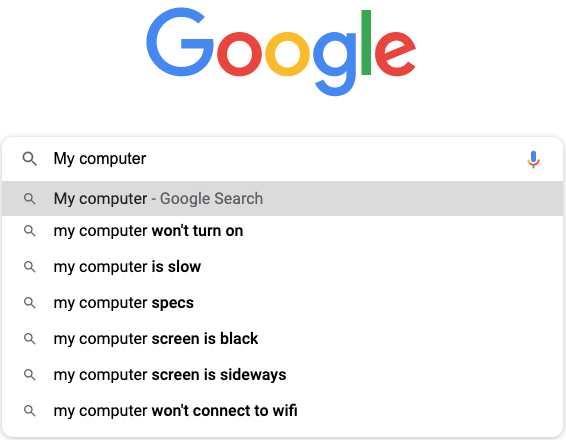 Google
My computer
My computer - Google Search
my computer won't turn on
my computer is slow
my computer specs
my computer screen is black
my computer screen is sideways
my computer won't connect to wifi